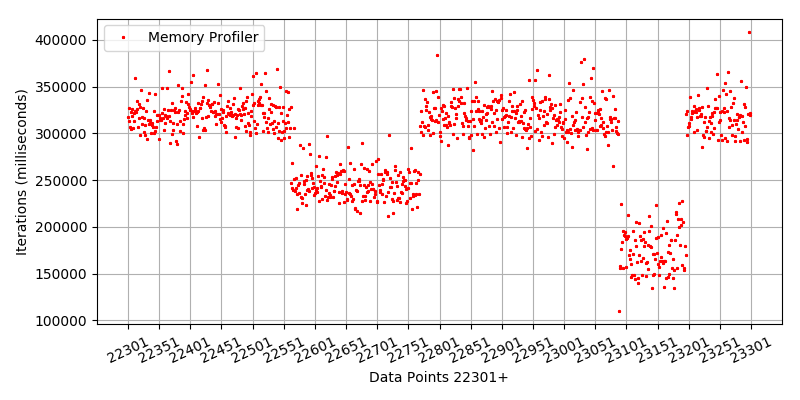 Memory Profiler
Iterations (milliseconds)
400000
350000
300000
250000
200000
150000
100000
22301 22351 22401 22451 22501 22551 22601 22651 22701 22751 22801 22851 22901 22951 23001 23051 23101 23151 23201 23251 23301
Data Points 22301+